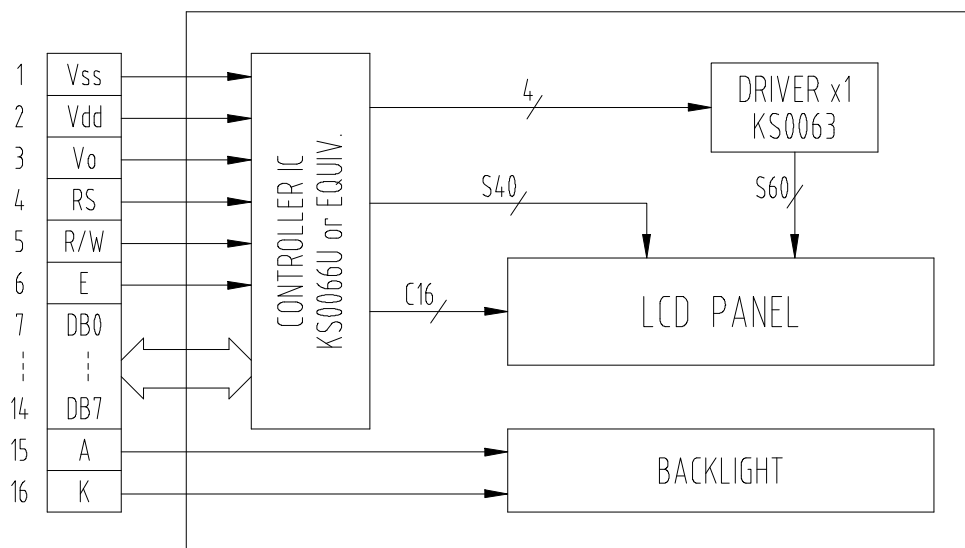 1 Vss
2 Vdd
3 Vo
4 RS
5 R/W
6 E
7 DB0
14 DB7
15 A
16 K
CONTROLLER IC
KS0066U or EQUIV.
4
DRIVER x1
KS0063
S40
S60
C16
LCD PANEL
BACKLIGHT